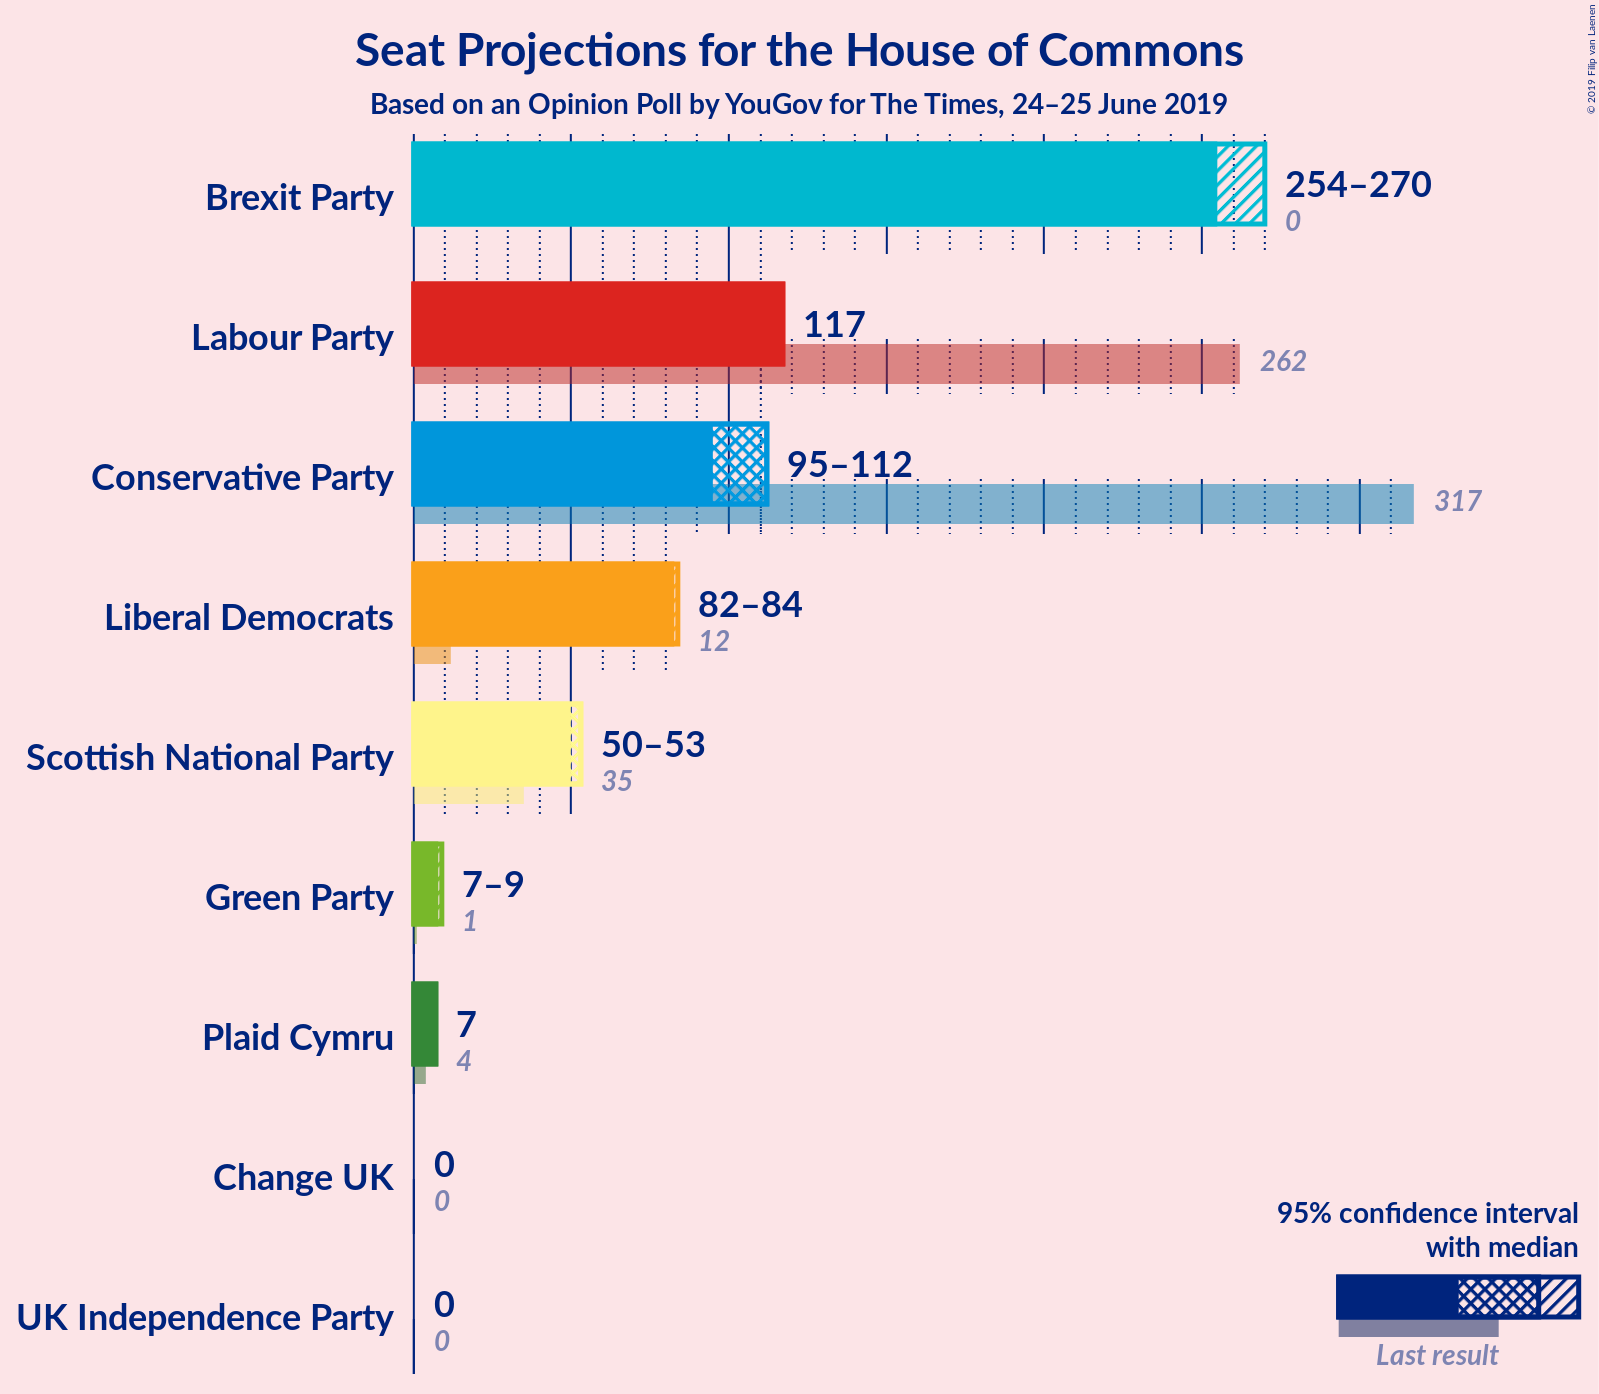 Seat Projections for the House of Commons
Based on an Opinion Poll by YouGov for The Times, 24–25 June 2019
© 2019 Filip van Laenen
Brexit Party
254–270
0
Labour Party
117
262
Conservative Party
95–112
317
Liberal Democrats
82–84
12
Scottish National Party
50–53
35
Green Party
7–9
1
Plaid Cymru
7
4
Change UK
0
0
UK Independence Party
0
0
95% confidence interval
with median
Last result